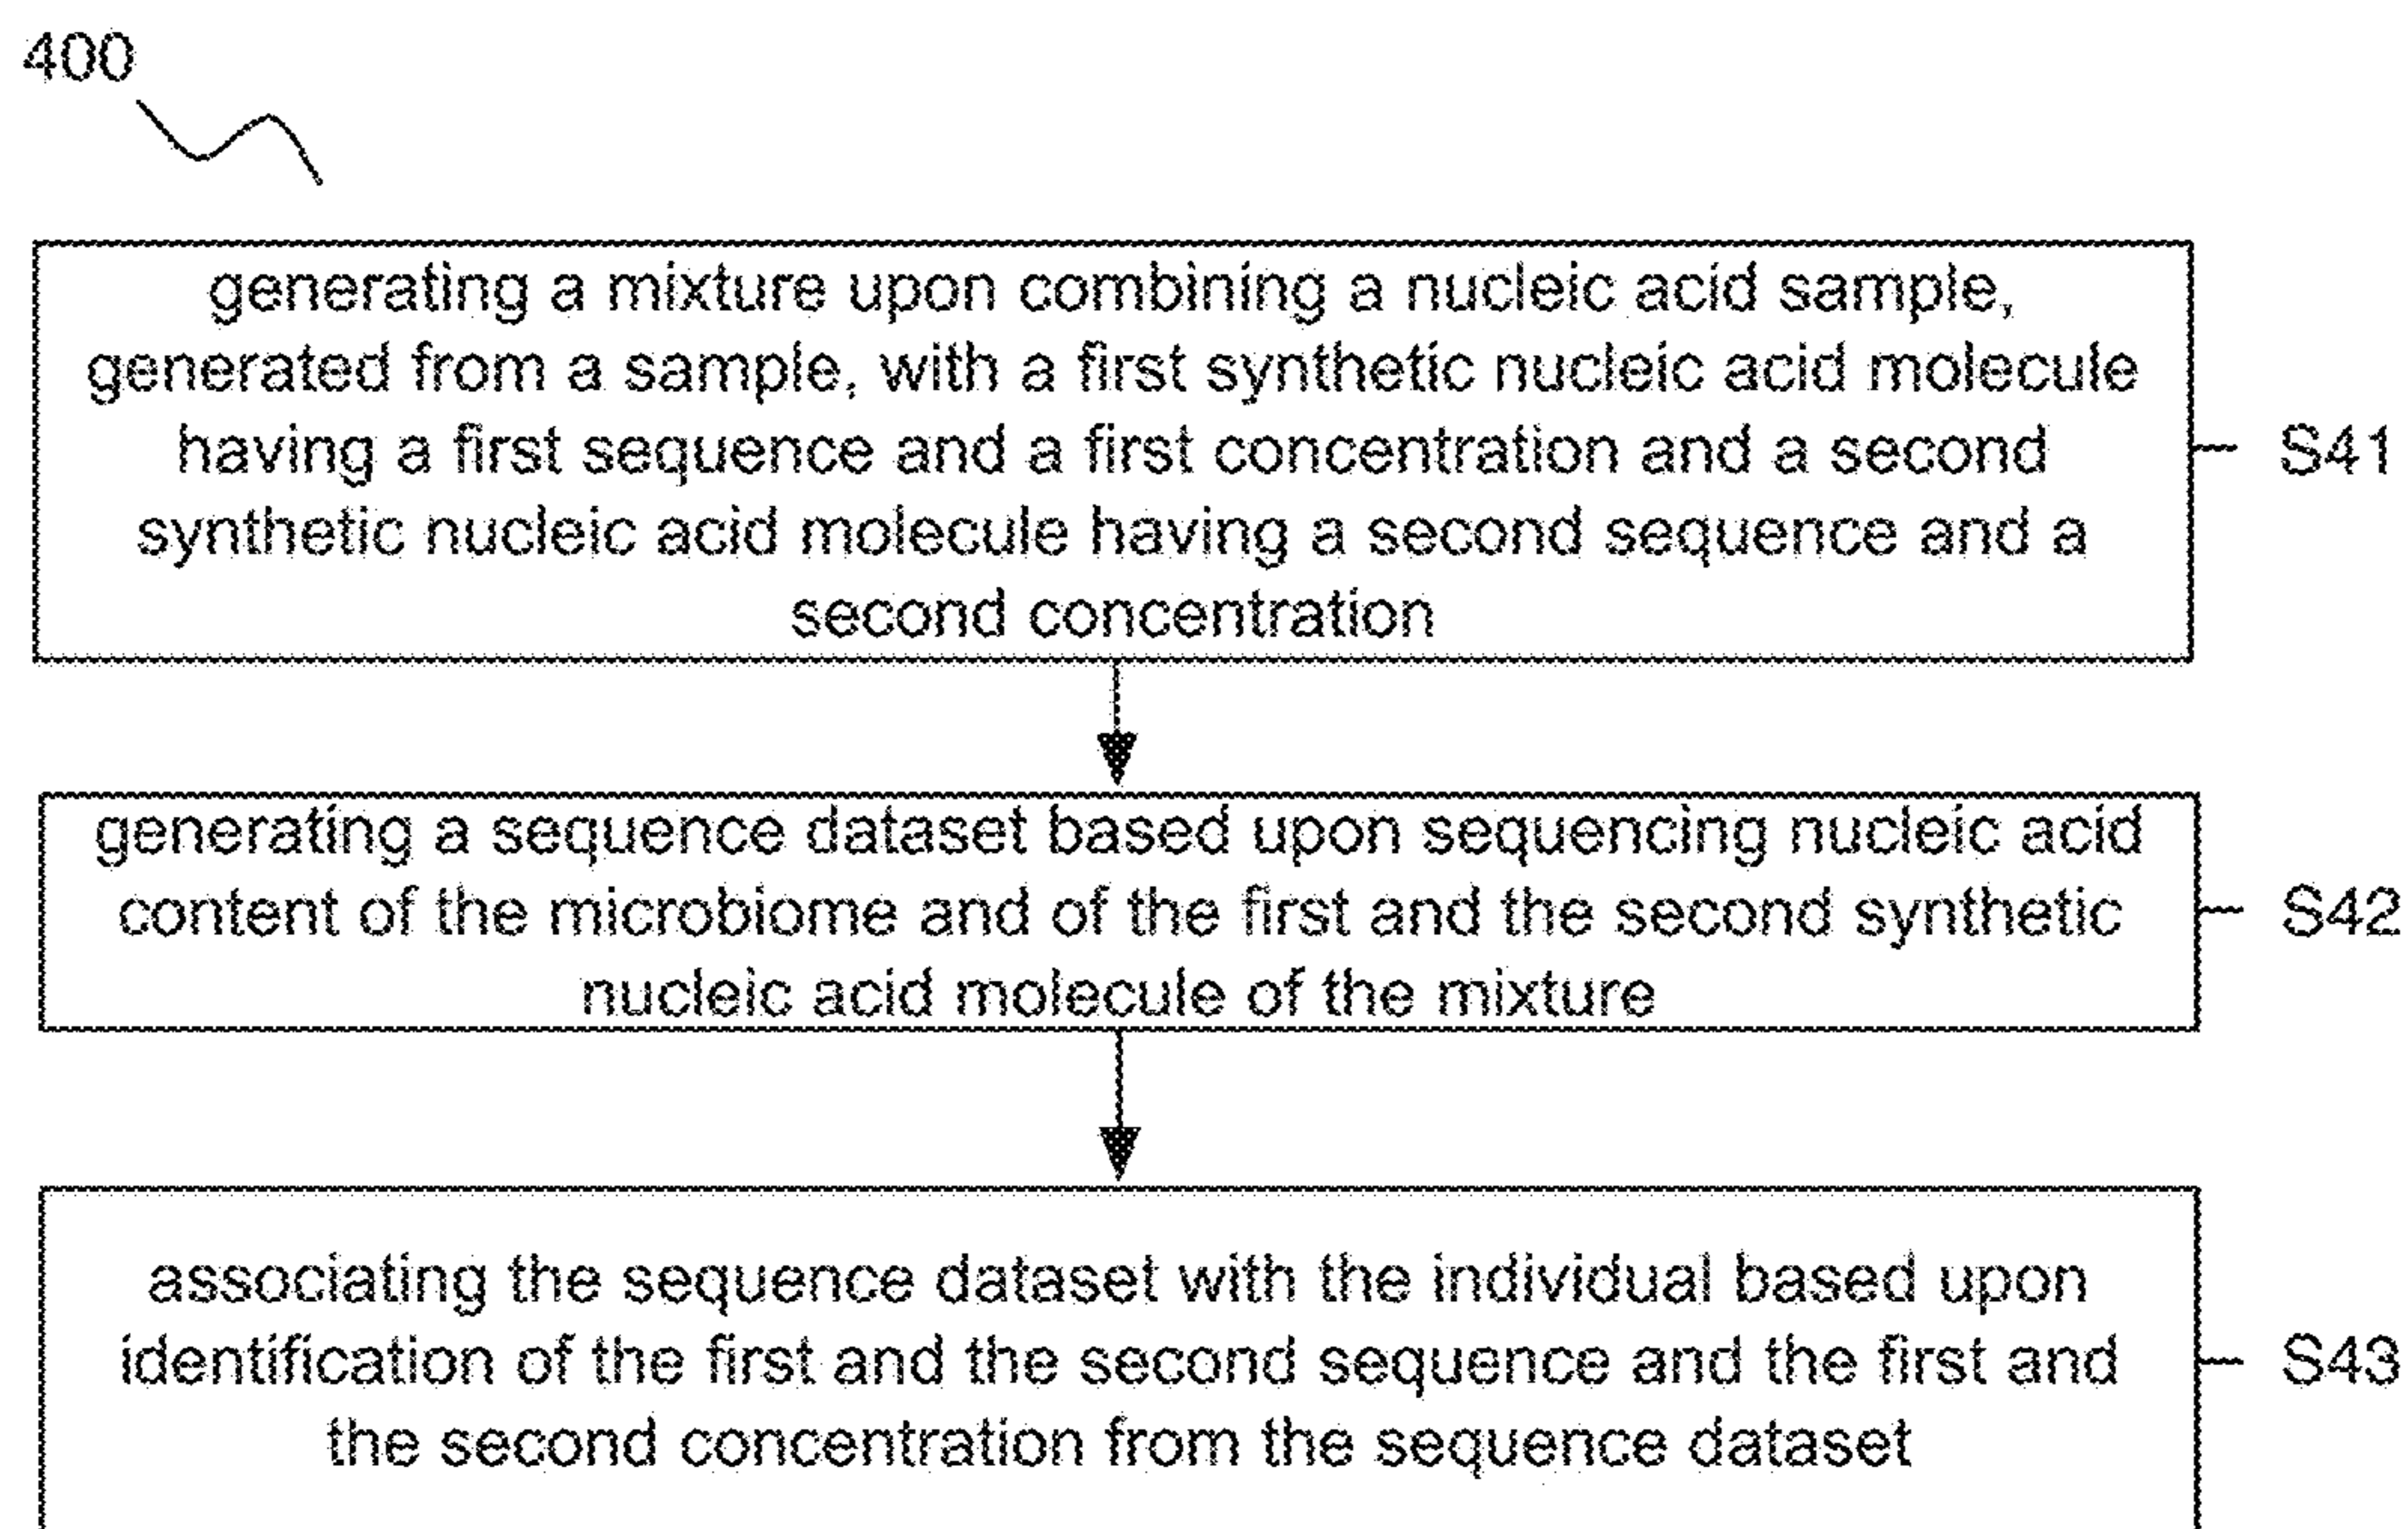 400
generating a mixture upon combining a nucleic acid sample,
generated from a sample, with a first synthetic nucleic acid molecule
having a first sequence and a first concentration and a second
synthetic nucleic acid molecule having a second sequence and a
second concentration
S41
generating a sequence dataset based upon sequencing nucleic acid
content of the microbiome and of the first and the second synthetic
nucleic acid molecule of the mixture
S42
associating the sequence dataset with the individual based upon
identification of the first and the second sequence and the first and
the second concentration from the sequence dataset
S43